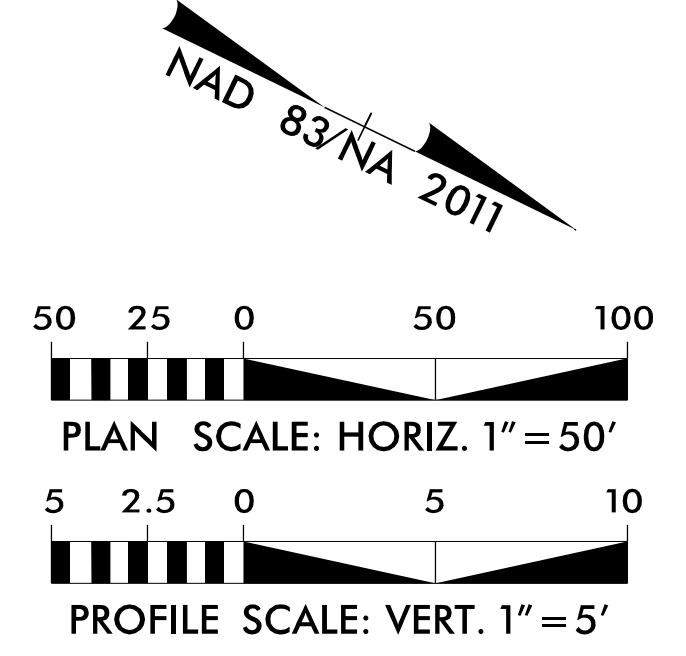 NAD 83/NA 2011
50 25 0 50 100
PLAN SCALE: HORIZ. 1"=50'
5 2.5 0 5 10
PROFILE SCALE: VERT. 1"=5'